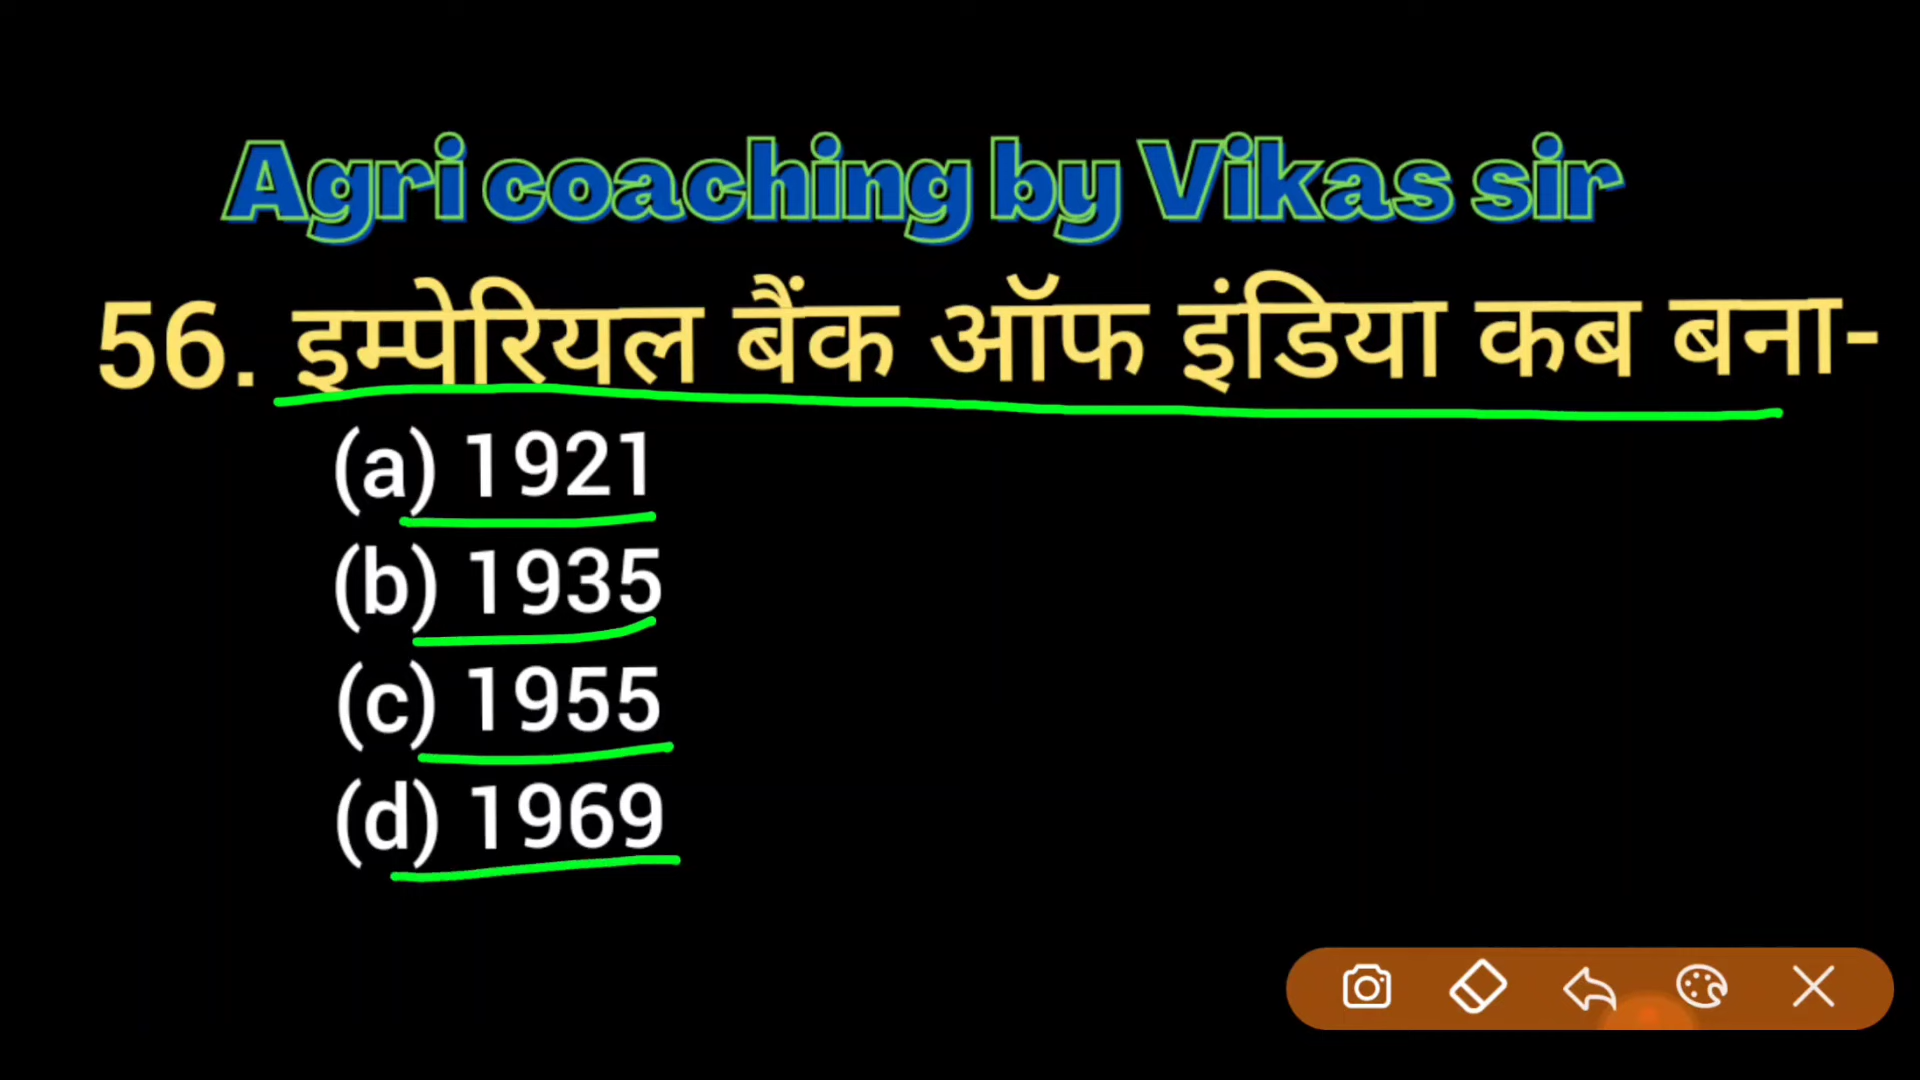 Agri coaching by Vikas sir
56. इम्पेरियल बैंक ऑफ इंडिया कब बना-
(a) 1921
(b) 1935
(c) 1955
(d) 1969